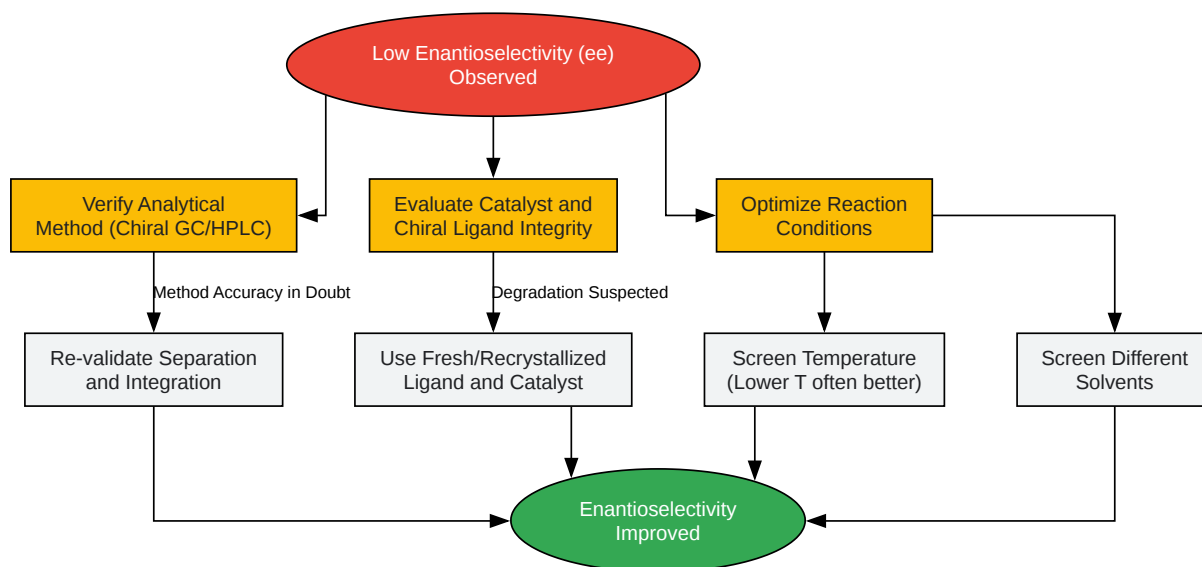 Low Enantioselectivity (ee)
Observed
Verify Analytical
Method (Chiral GC/HPLC)
Evaluate Catalyst and
Chiral Ligand Integrity
Optimize Reaction
Conditions
Method Accuracy in Doubt
Degradation Suspected
Re-validate Separation
and Integration
Use Fresh/Recrystallized
Ligand and Catalyst
Screen Temperature
(Lower T often better)
Screen Different
Solvents
Enantioselectivity
Improved